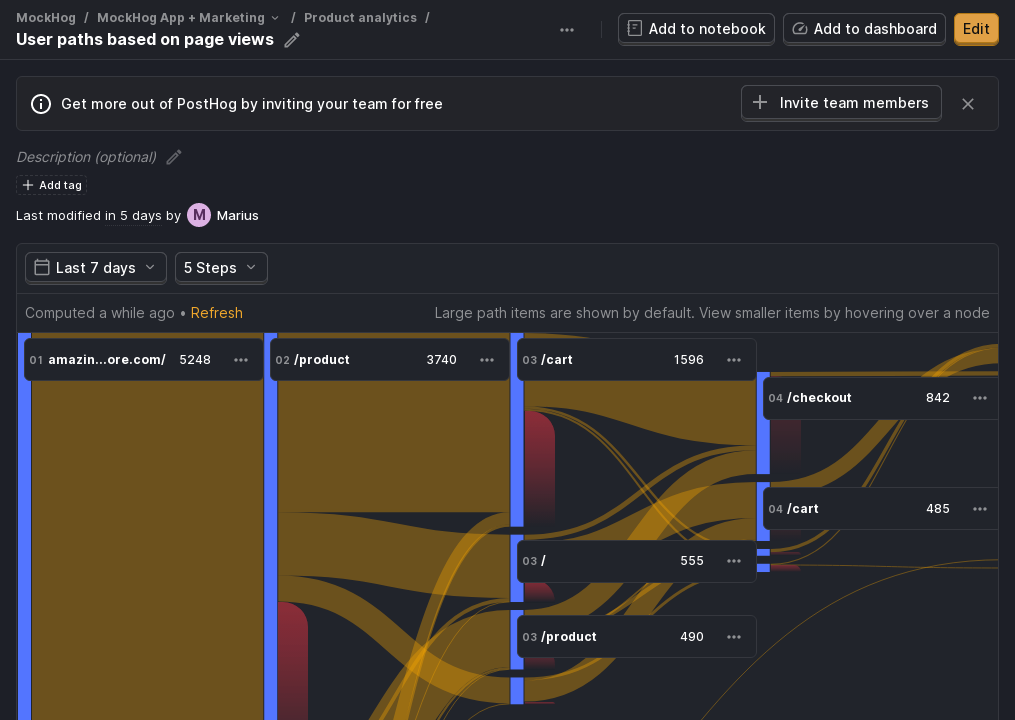 MockHog / MockHog App + Marketing / Product analytics /
User paths based on page views
Add to notebook
Add to dashboard
Edit
Get more out of PostHog by inviting your team for free
Invite team members
Description (optional)
Add tag
Last modified in 5 days by M Marius
Last 7 days
5 Steps
Computed a while ago • Refresh
Large path items are shown by default. View smaller items by hovering over a node
01 amazin...ore.com/ 5248
02 /product 3740
03 /cart 1596
04 /checkout 842
04 /cart 485
03 / 555
03 /product 490